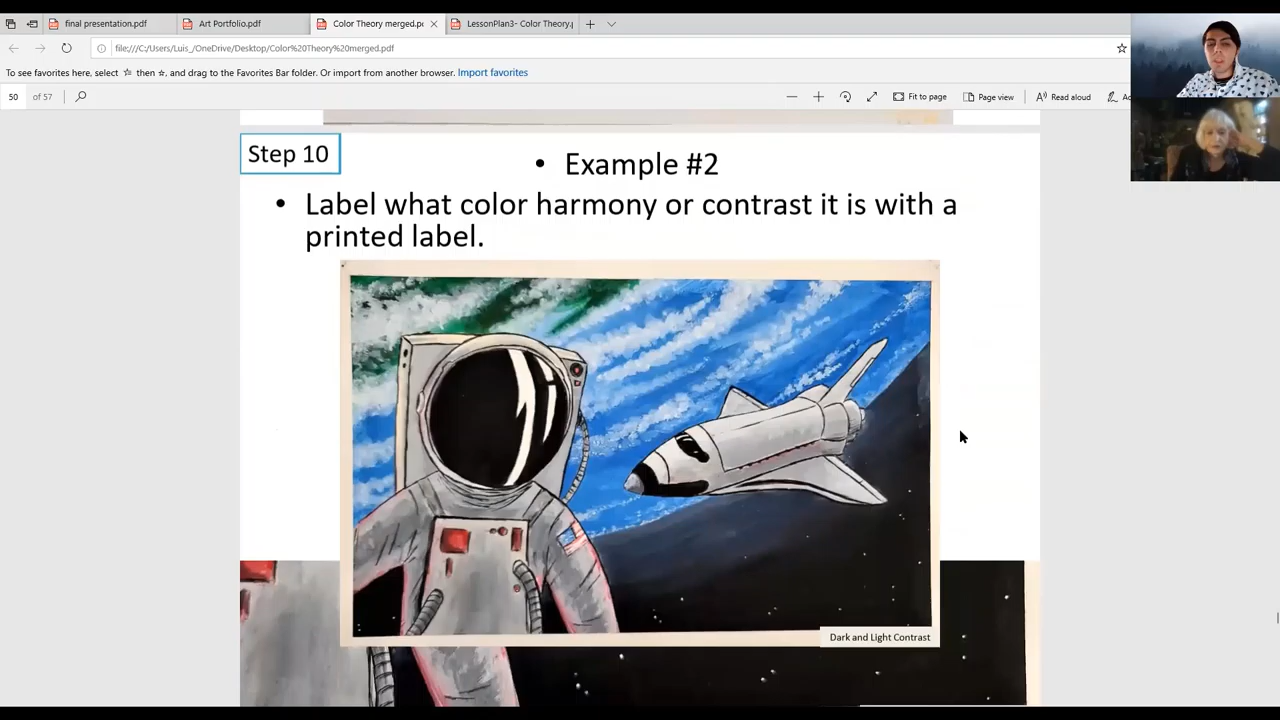 final presentation.pdf
Art Portfolio.pdf
Color Theory merged.pd
LessonPlan3- Color Theory.p
file:///C:/Users/Luis_/OneDrive/Desktop/Color%20Theory%20merged.pdf
To see favorites here, select then, and drag to the Favorites Bar folder. Or import from another browser. Import favorites
50 of 57
Fit to page
Page view
Read aloud
Step 10
• Example #2
• Label what color harmony or contrast it is with a
printed label.
Dark and Light Contrast